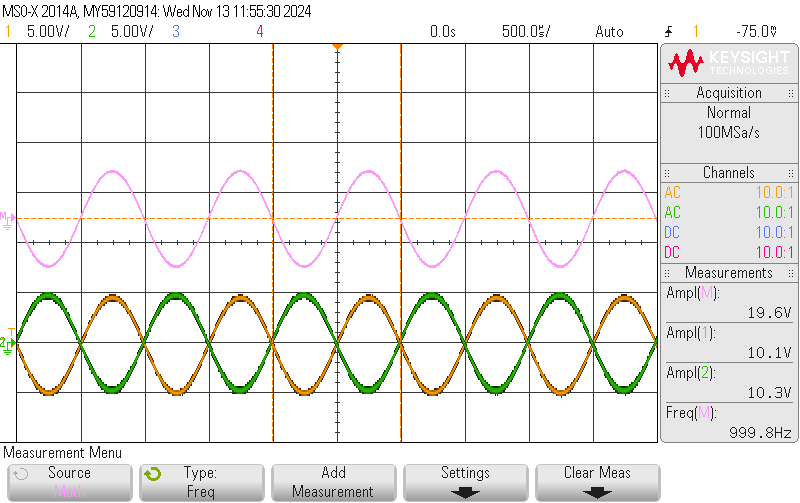 MSO-X 2014A, MY59120914: Wed Nov 13 11:55:30 2024
1 5.00V/ 2 5.00V/ 3 4 0.0s 500.0㎲/ Auto 1 -75.0㎷
KEYSIGHT
TECHNOLOGIES
Acquisition
Normal
100MSa/s
Channels
AC 10.0:1
AC 10.0:1
DC 10.0:1
DC 10.0:1
Measurements
Ampl(M):
19.6V
Ampl(1):
10.1V
Ampl(2):
10.3V
Freq(M):
999.8Hz
M
T
2
Measurement Menu
Source
Math
Type:
Freq
Add
Measurement
Settings
Clear Meas